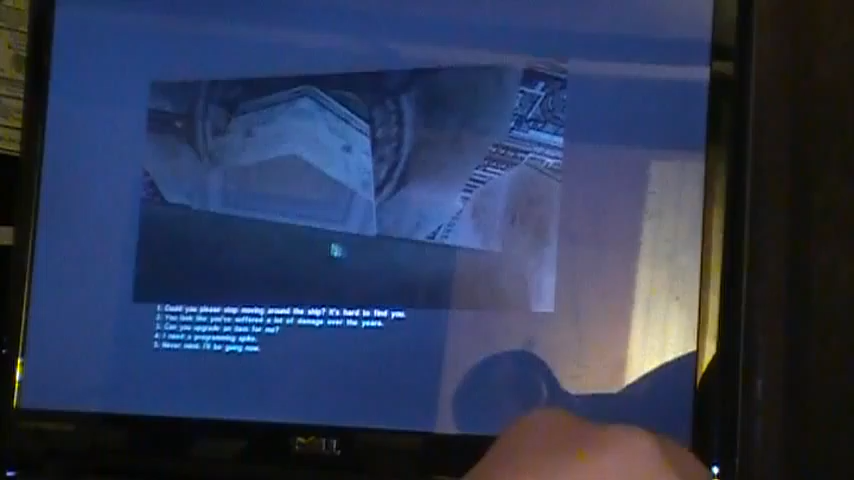 1. Could you please stop moving around the ship? It's hard to find you.
2. You look like you've suffered a lot of damage over the years.
3. Can you upgrade an item for me?
4. I need a programming spike.
5. Never mind. I'll be going now.
DELL